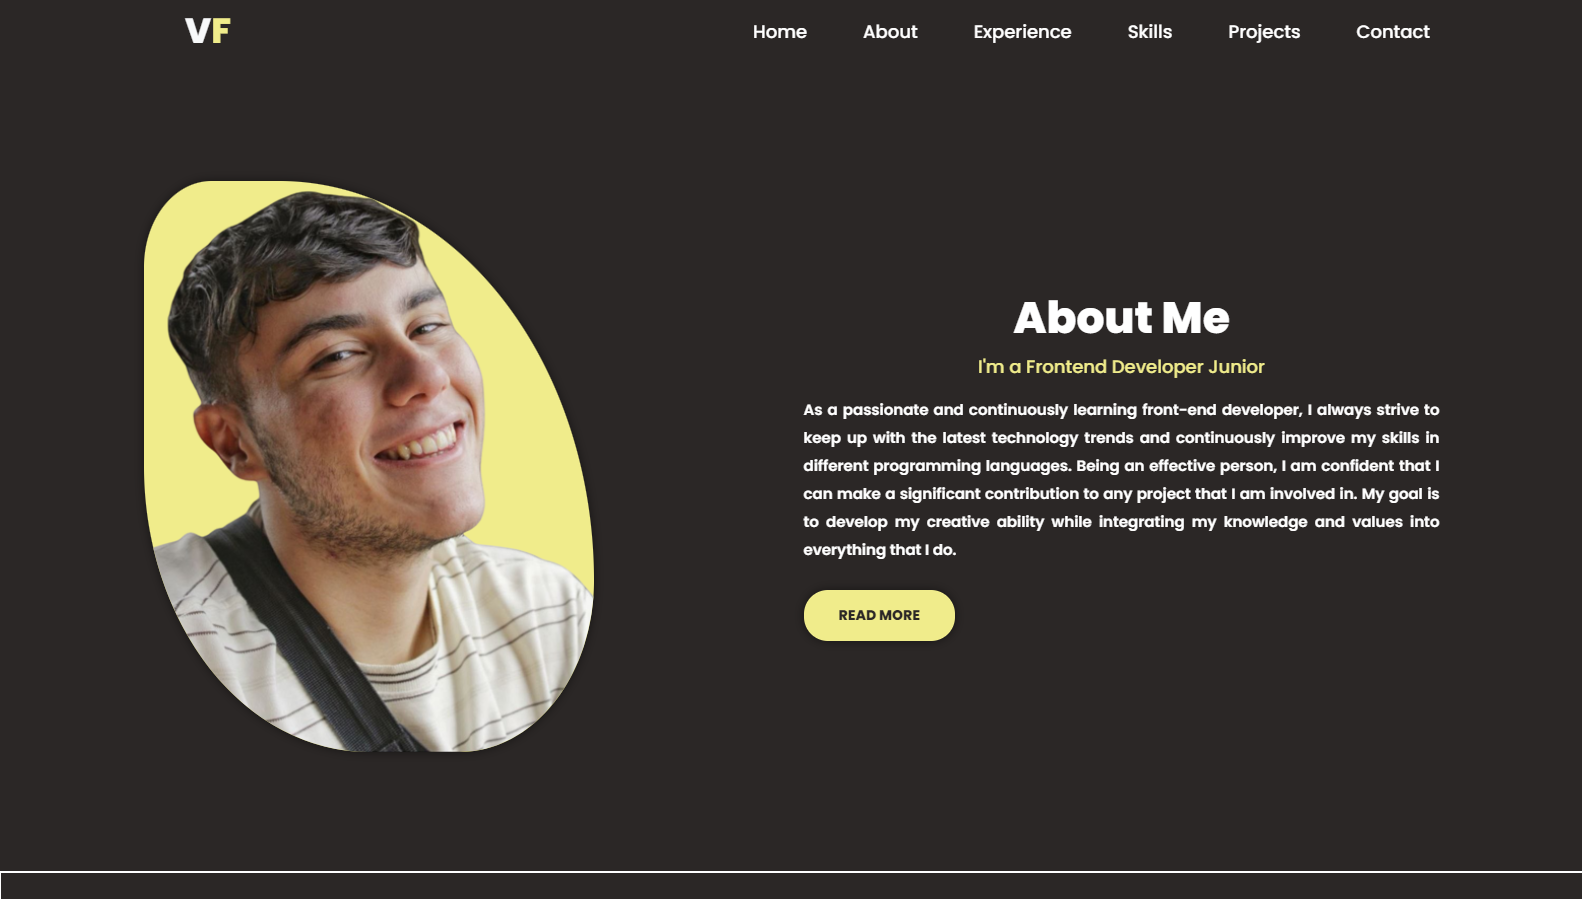 VF
Home About Experience Skills Projects Contact
About Me
I'm a Frontend Developer Junior
As a passionate and continuously learning front-end developer, I always strive to
keep up with the latest technology trends and continuously improve my skills in
different programming languages. Being an effective person, I am confident that I
can make a significant contribution to any project that I am involved in. My goal is
to develop my creative ability while integrating my knowledge and values into
everything that I do.
READ MORE